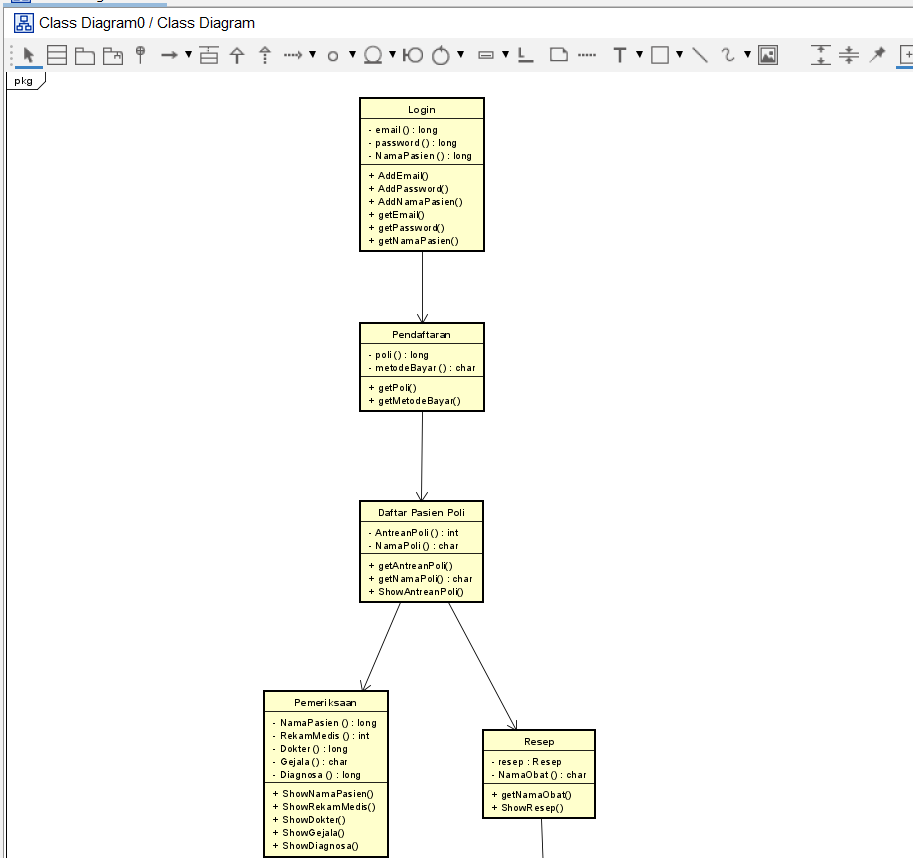 Class Diagram0 / Class Diagram
pkg
Login
- email () : long
- password () : long
- NamaPasien () : long
+ AddEmail()
+ AddPassword()
+ AddNamaPasien()
+ getEmail()
+ getPassword()
+ getNamaPasien()
Pendaftaran
- poli () : long
- metodeBayar () : char
+ getPoli()
+ getMetodeBayar()
Daftar Pasien Poli
- AntreanPoli () : int
- NamaPoli () : char
+ getAntreanPoli()
+ getNamaPoli() : char
+ ShowAntreanPoli()
Pemeriksaan
- NamaPasien () : long
- RekamMedis () : int
- Dokter () : long
- Gejala () : char
- Diagnosa () : long
+ ShowNamaPasien()
+ ShowRekamMedis()
+ ShowDokter()
+ ShowGejala()
+ ShowDiagnosa()
Resep
- resep : Resep
- NamaObat () : char
+ getNamaObat()
+ ShowResep()